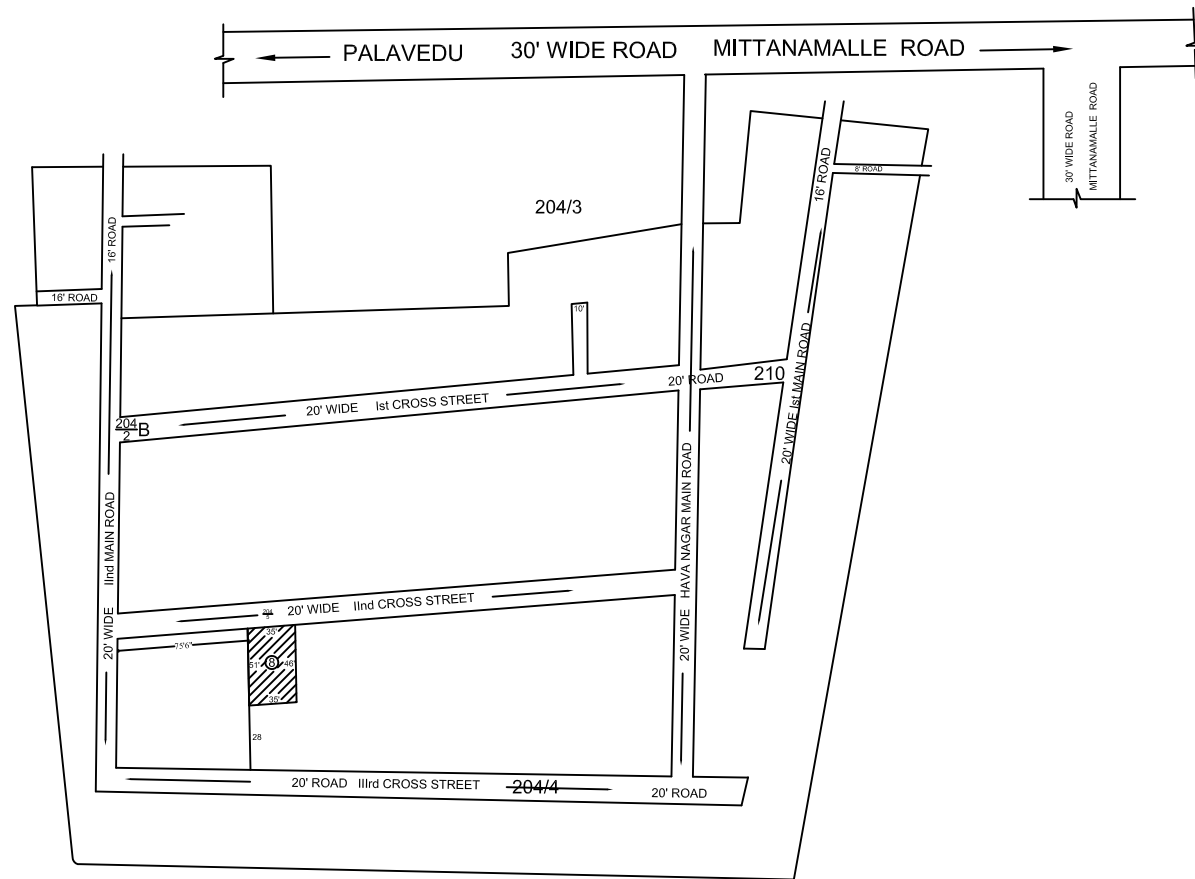 PALAVEDU 30' WIDE ROAD MITTANAMALLE ROAD
30' WIDE ROAD
MITTANAMALLE ROAD
16' ROAD
8' ROAD
204/3
16' ROAD
16' ROAD
10'
20' ROAD 210
20' WIDE Ist CROSS STREET
20' WIDE Ist MAIN ROAD
204
2 B
20' WIDE IInd MAIN ROAD
20' WIDE HAVA NAGAR MAIN ROAD
20' WIDE IInd CROSS STREET
204
75'6"
35'
51' 8 46'
35'
28
20' ROAD IIIrd CROSS STREET 204/4 20' ROAD